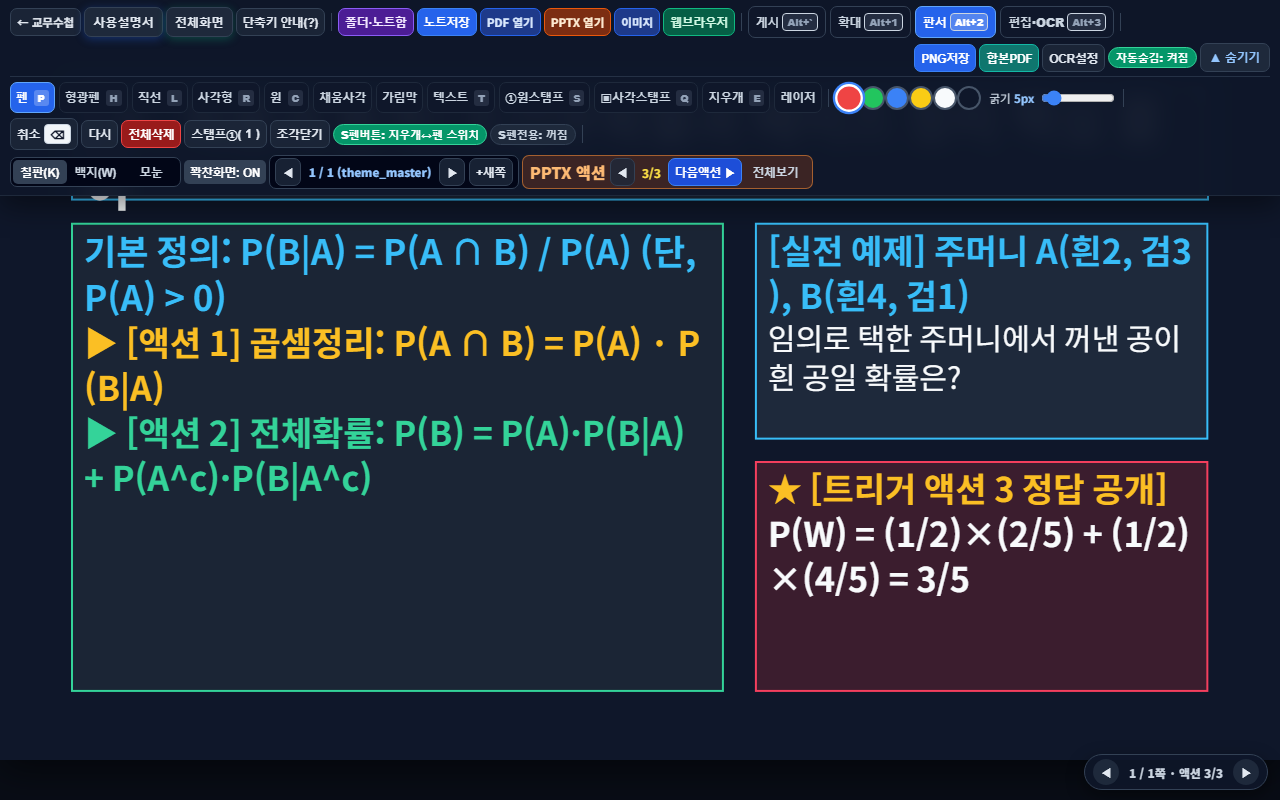 ← 교무수첩 사용설명서 전체화면 단축키 안내(?) 폴더·노트함 노트저장 PDF 열기 PPTX 열기 이미지 웹브라우저 게시 Alt+` 확대 Alt+1 판서 Alt+2 편집·OCR Alt+3
PNG저장 합본PDF OCR설정 자동숨김: 켜짐 ▲ 숨기기
펜 P 형광펜 H 직선 L 사각형 R 원 C 채움사각 가림막 텍스트 T ①원스탬프 S ▣사각스탬프 Q 지우개 E 레이저 굵기 5px
취소 ⌫ 다시 전체삭제 스탬프①( 1 ) 조각닫기 S펜버튼: 지우개↔펜 스위치 S펜전용: 꺼짐
칠판(K) 백지(W) 모눈 꽉찬화면: ON ◀ 1 / 1 (theme_master) ▶ +새쪽 PPTX 액션 ◀ 3/3 다음액션 ▶ 전체보기
기본 정의: P(B|A) = P(A ∩ B) / P(A) (단,
P(A) > 0)
▶ [액션 1] 곱셈정리: P(A ∩ B) = P(A) · P
(B|A)
▶ [액션 2] 전체확률: P(B) = P(A)·P(B|A)
+ P(A^c)·P(B|A^c)
[실전 예제] 주머니 A(흰2, 검3
), B(흰4, 검1)
임의로 택한 주머니에서 꺼낸 공이
흰 공일 확률은?
★ [트리거 액션 3 정답 공개]
P(W) = (1/2)×(2/5) + (1/2)
×(4/5) = 3/5
◀ 1 / 1쪽 · 액션 3/3 ▶